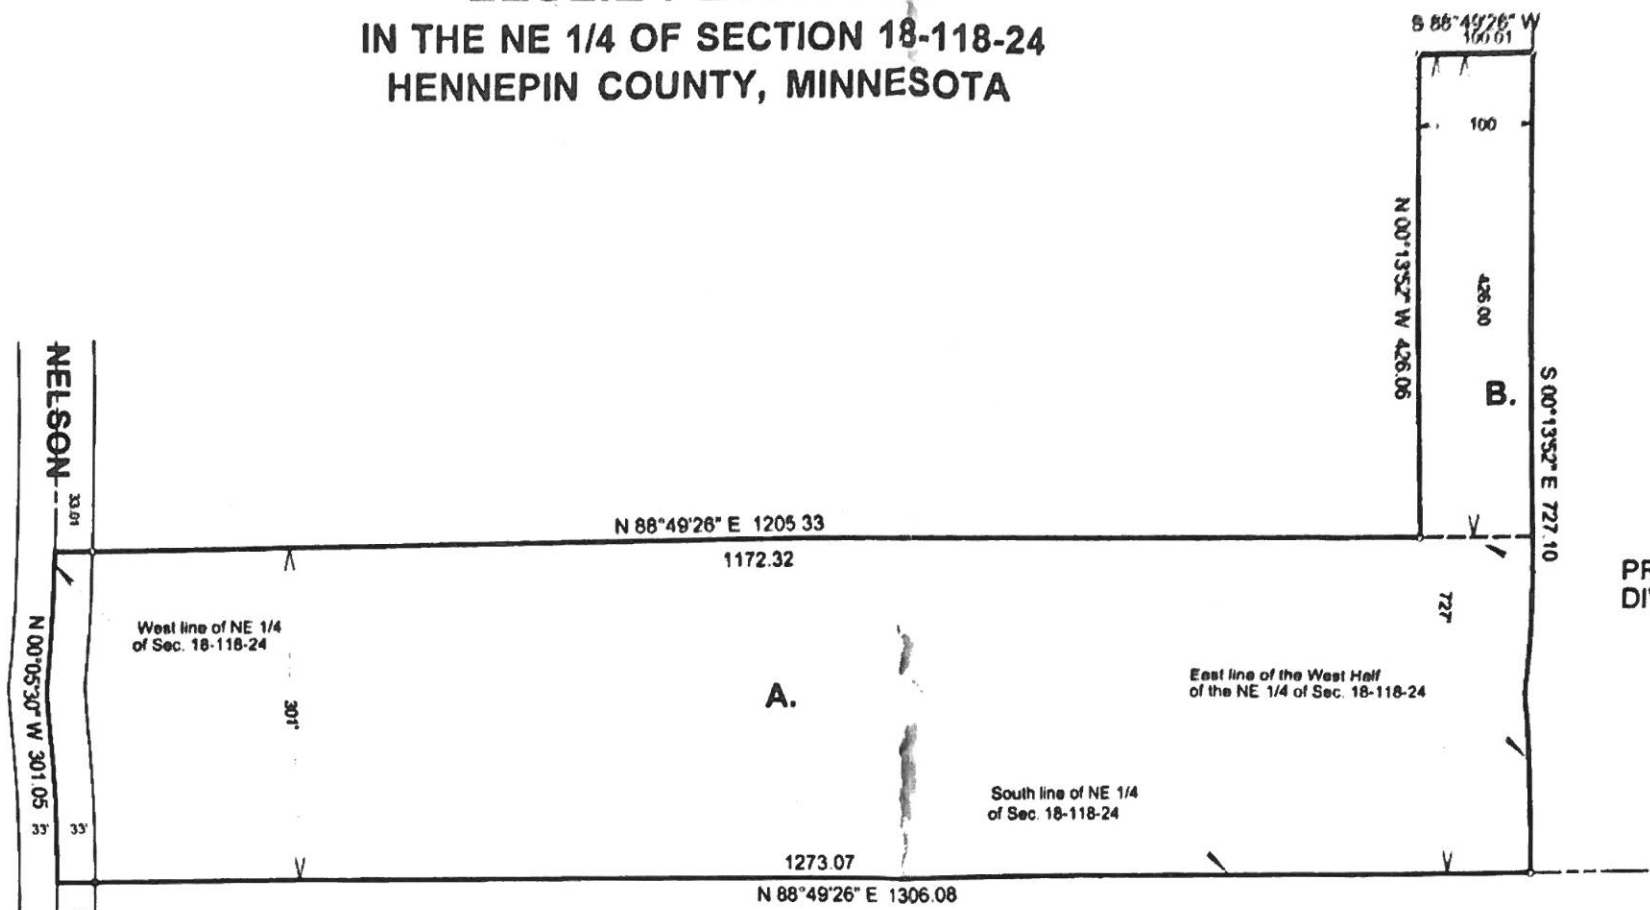 IN THE NE 1/4 OF SECTION 18-118-24
HENNEPIN COUNTY, MINNESOTA
S 88°49'26" W
100.01
100
N 00°13'52" W 426.06
426.00
B.
S 00°13'52" E 727.10
NELSON
33.01
N 88°49'26" E 1205.33
1172.32
West line of NE 1/4
of Sec. 18-118-24
N 00°05'30" W 301.05
301'
A.
727'
East line of the West Half
of the NE 1/4 of Sec. 18-118-24
South line of NE 1/4
of Sec. 18-118-24
33'
33'
1273.07
N 88°49'26" E 1306.08